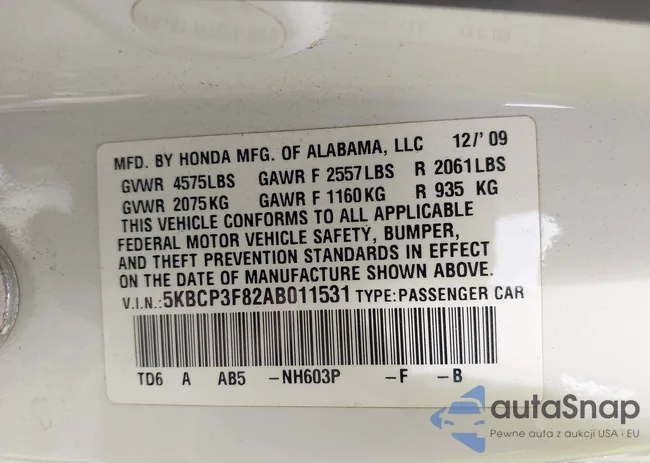 MFD. BY HONDA MFG. OF ALABAMA, LLC 12/'09
GVWR 4575LBS GAWR F 2557LBS R 2061LBS
GVWR 2075KG GAWR F 1160KG R 935 KG
THIS VEHICLE CONFORMS TO ALL APPLICABLE
FEDERAL MOTOR VEHICLE SAFETY, BUMPER,
AND THEFT PREVENTION STANDARDS IN EFFECT
ON THE DATE OF MANUFACTURE SHOWN ABOVE.
V.I.N.: 5KBCP3F82AB011531 TYPE: PASSENGER CAR
TD6 A AB5 -NH603P -F -B
autaSnap
Pewne auta z aukcji USA i EU